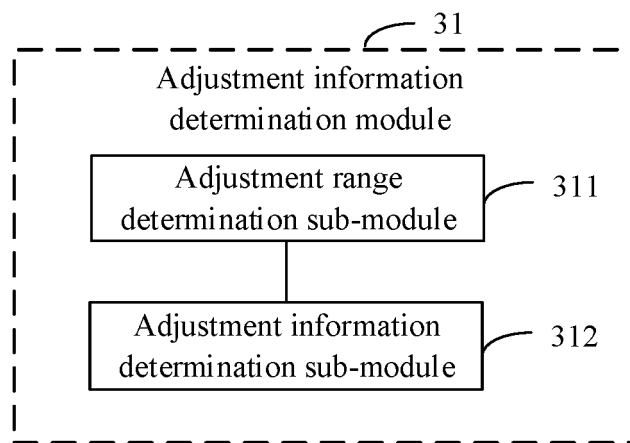 31
Adjustment information
determination module
Adjustment range
determination sub-module
311
Adjustment information
determination sub-module
312